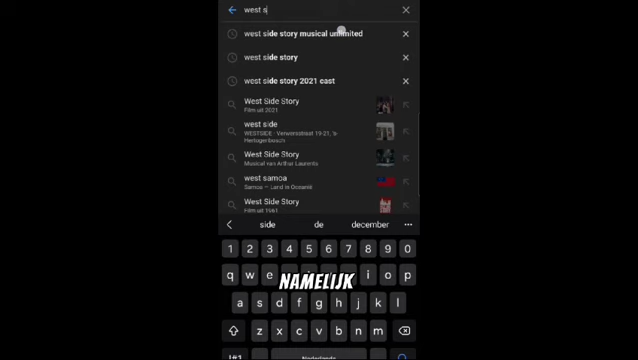 west s
west side story musical unlimited
west side story
west side story 2021 cast
West Side Story
Film uit 2021
west side
WESTSIDE - Verwersstraat 19-21, 's-
Hertogenbosch
West Side Story
Musical van Arthur Laurents
west samoa
Samoa — Land in Oceanië
West Side Story
Film uit 1961
side de december
1 2 3 4 5 6 7 8 9 0
q w e i o p
NAMELIJK
a s d f g h j k l
z x c v b n m
!#1 Nederlands